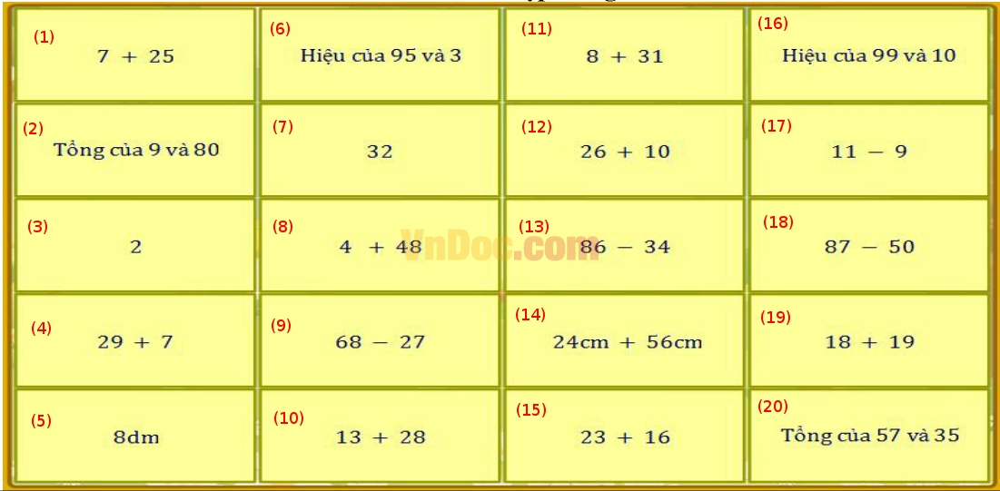 (1)
7 + 25
(6)
Hiệu của 95 và 3
(11)
8 + 31
(16)
Hiệu của 99 và 10
(2)
Tổng của 9 và 80
(7)
32
(12)
26 + 10
(17)
11 − 9
(3)
2
(8)
4 + 48
(13)
86 − 34
(18)
87 − 50
VnDoc.com
(4)
29 + 7
(9)
68 − 27
(14)
24cm + 56cm
(19)
18 + 19
(5)
8dm
(10)
13 + 28
(15)
23 + 16
(20)
Tổng của 57 và 35